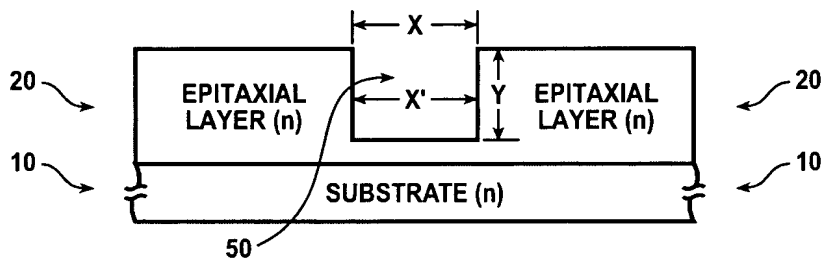 X
20
EPITAXIAL
LAYER (n)
X'
Y
EPITAXIAL
LAYER (n)
20
10
SUBSTRATE (n)
10
50